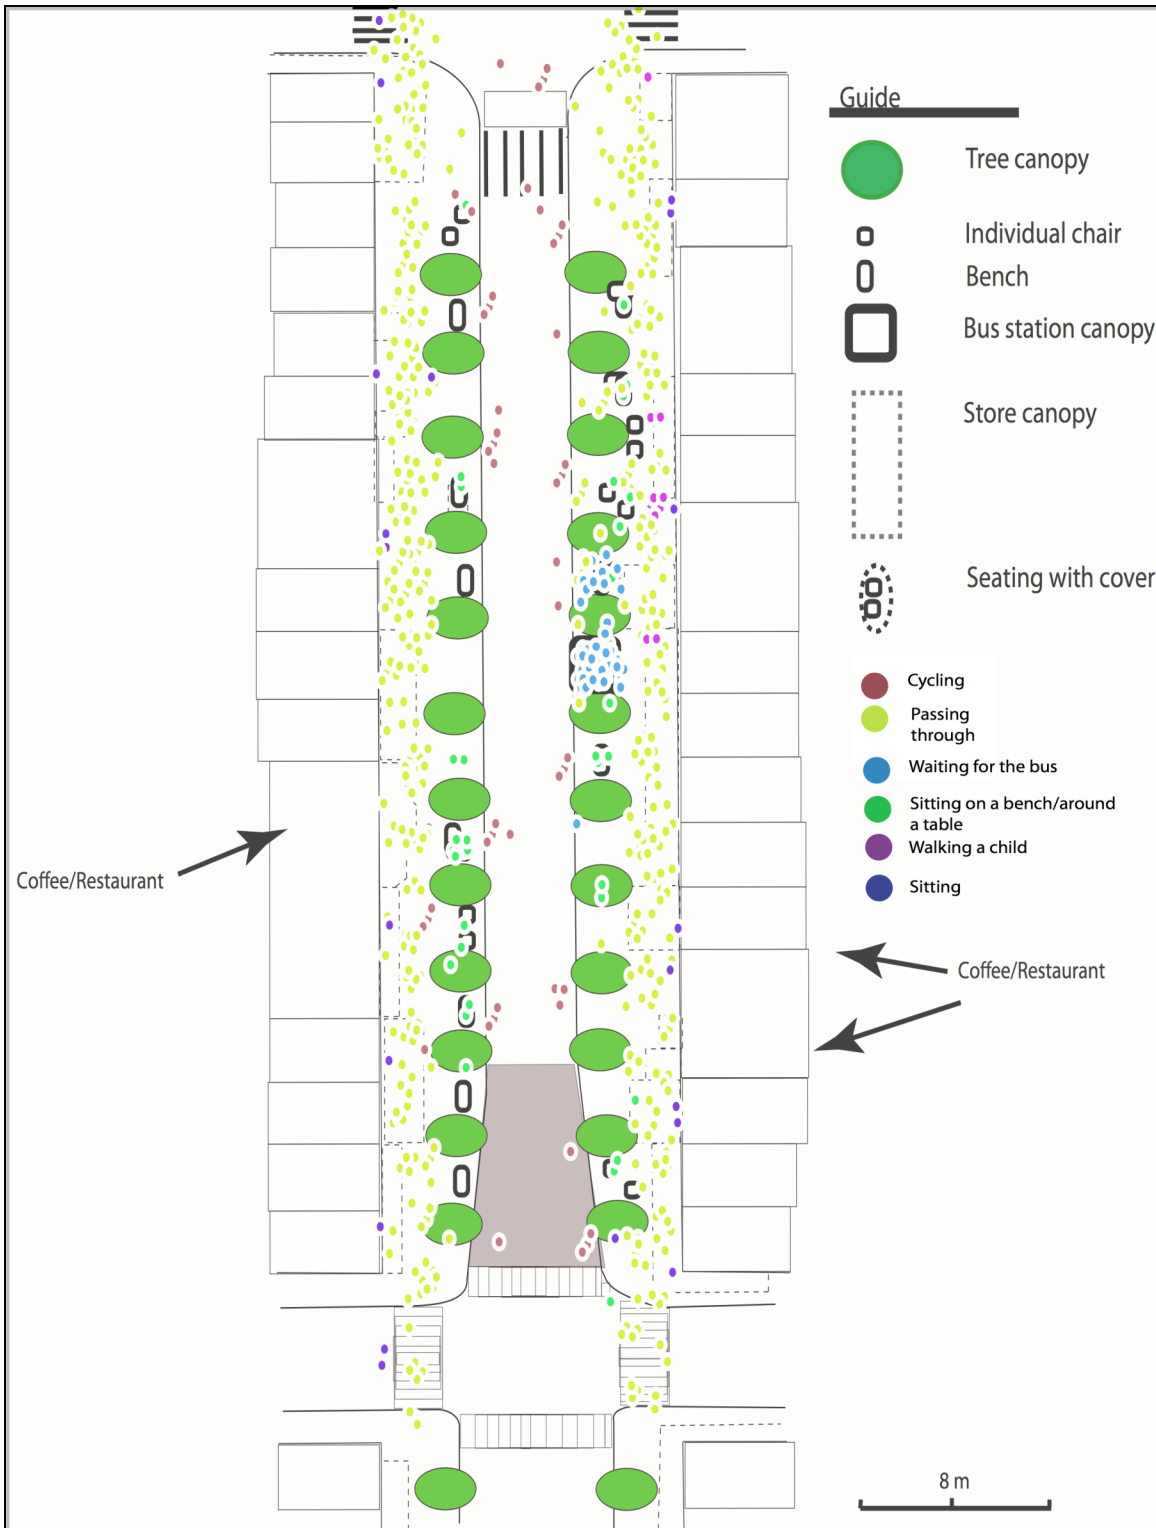 Guide
Tree canopy
Individual chair
Bench
Bus station canopy
Store canopy
Seating with cover
Cycling
Passing
through
Waiting for the bus
Sitting on a bench/around
a table
Walking a child
Sitting
Coffee/Restaurant
Coffee/Restaurant
8 m